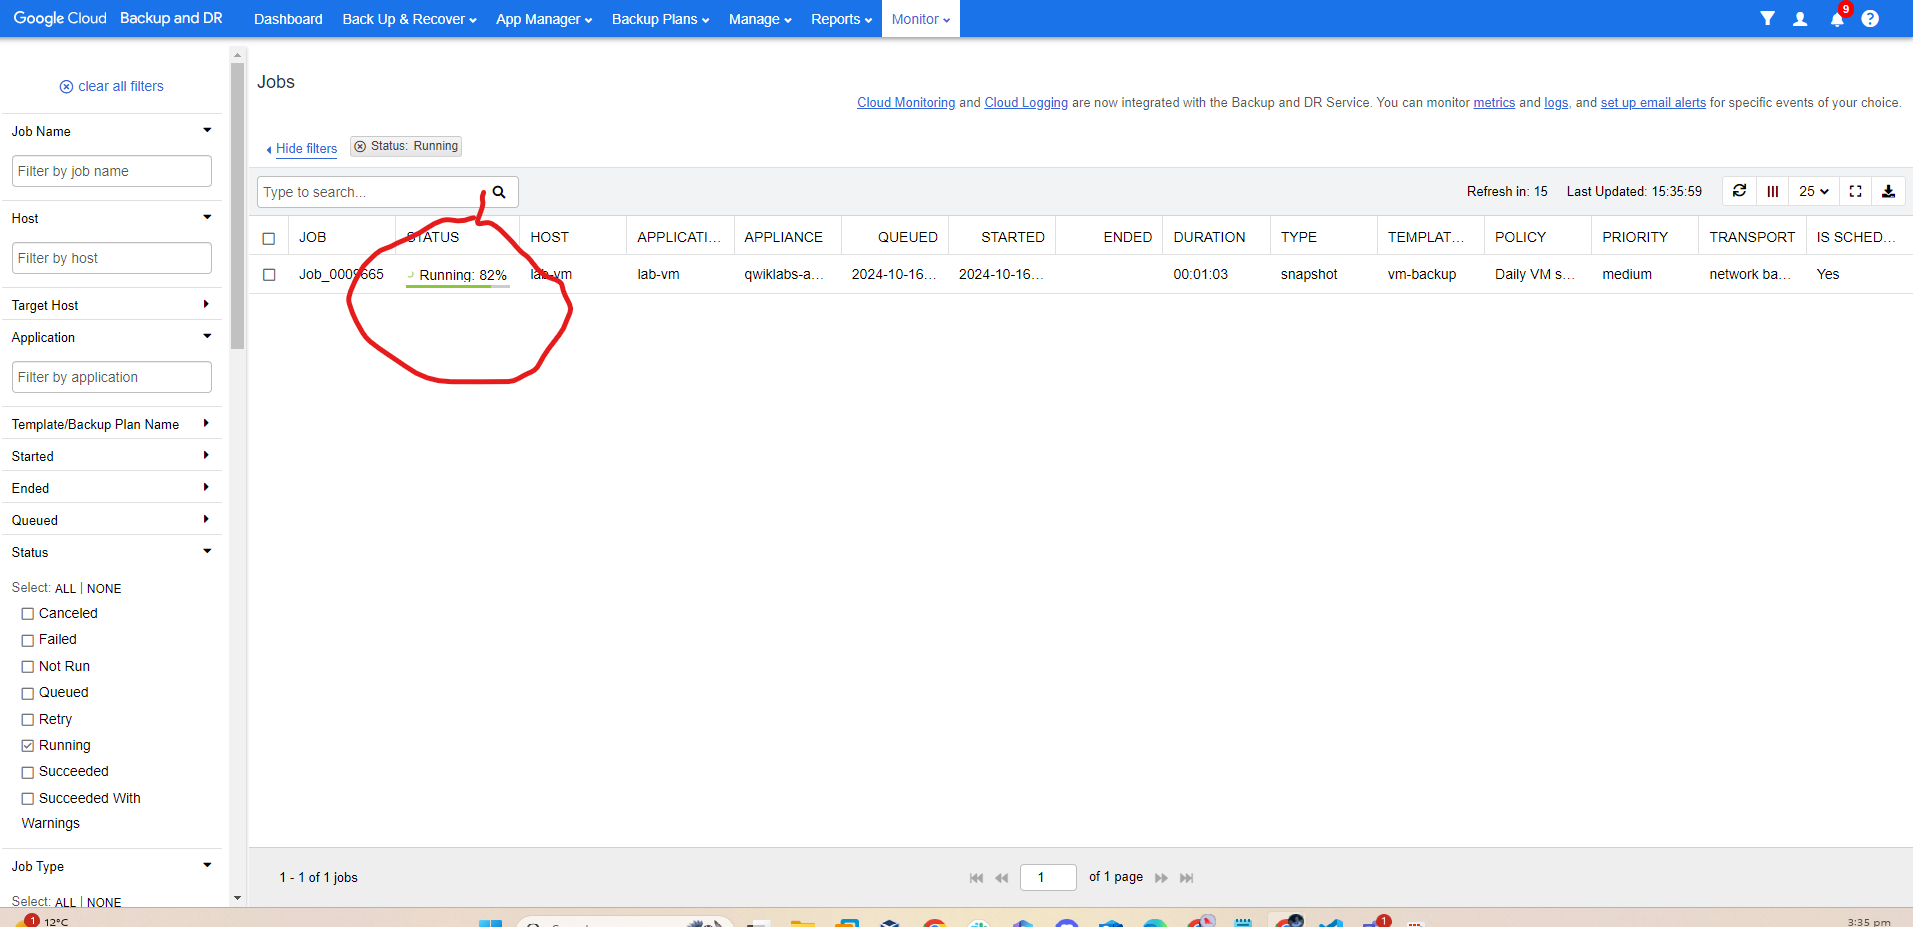 Google Cloud Backup and DR Dashboard Back Up & Recover App Manager Backup Plans Manage Reports Monitor 9
clear all filters
Jobs
Cloud Monitoring and Cloud Logging are now integrated with the Backup and DR Service. You can monitor metrics and logs, and set up email alerts for specific events of your choice.
Job Name
Filter by job name
Hide filters Status: Running
Type to search... Refresh in: 15 Last Updated: 15:35:59 25
Host
Filter by host
JOB STATUS HOST APPLICATI... APPLIANCE QUEUED STARTED ENDED DURATION TYPE TEMPLAT... POLICY PRIORITY TRANSPORT IS SCHED...
Job_0009665 Running: 82% lab-vm lab-vm qwiklabs-a... 2024-10-16... 2024-10-16... 00:01:03 snapshot vm-backup Daily VM s... medium network ba... Yes
Target Host
Application
Filter by application
Template/Backup Plan Name
Started
Ended
Queued
Status
Select: ALL | NONE
Canceled
Failed
Not Run
Queued
Retry
Running
Succeeded
Succeeded With
Warnings
Job Type
Select: ALL | NONE
1 - 1 of 1 jobs 1 of 1 page
1 12°C 1 3:35 pm